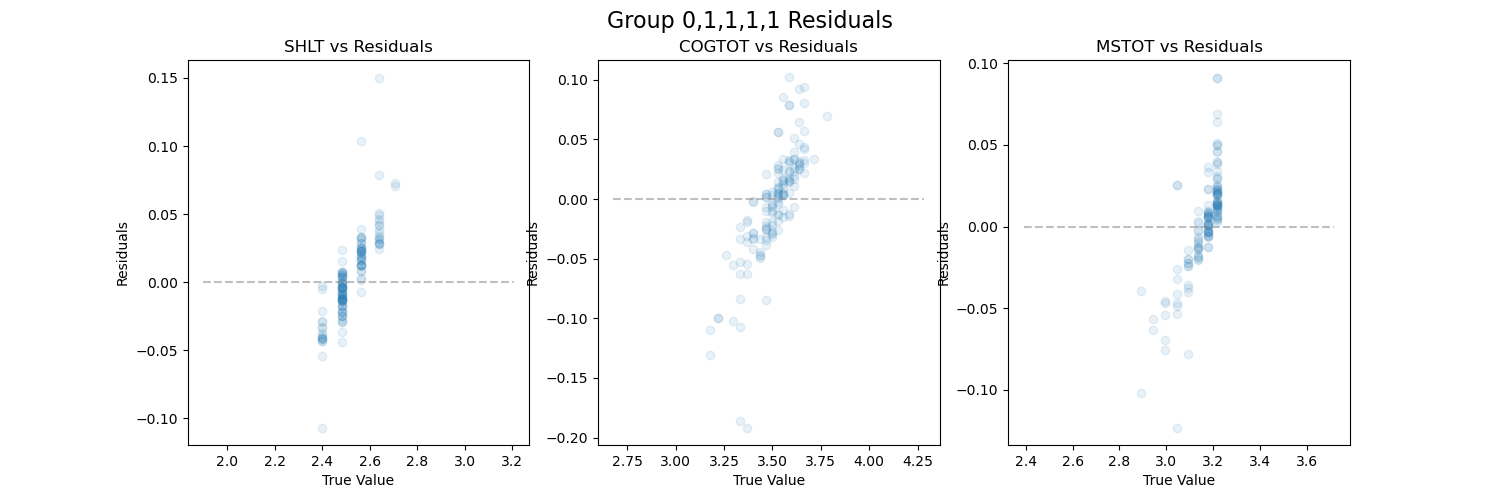 Group 0,1,1,1,1 Residuals
SHLT vs Residuals
0.15
0.10
0.05
0.00
−0.05
−0.10
Residuals
2.0 2.2 2.4 2.6 2.8 3.0 3.2
True Value
COGTOT vs Residuals
0.10
0.05
0.00
−0.05
−0.10
−0.15
−0.20
Residuals
2.75 3.00 3.25 3.50 3.75 4.00 4.25
True Value
MSTOT vs Residuals
0.10
0.05
0.00
−0.05
−0.10
Residuals
2.4 2.6 2.8 3.0 3.2 3.4 3.6
True Value